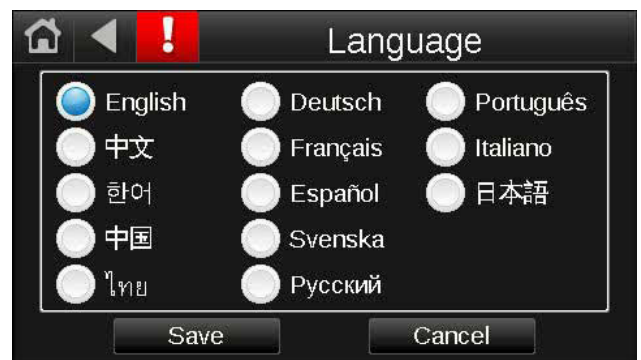 Language
English
Deutsch
Português
中文
Français
Italiano
한어
Español
日本語
中国
Svenska
ไทย
Русский
Save
Cancel